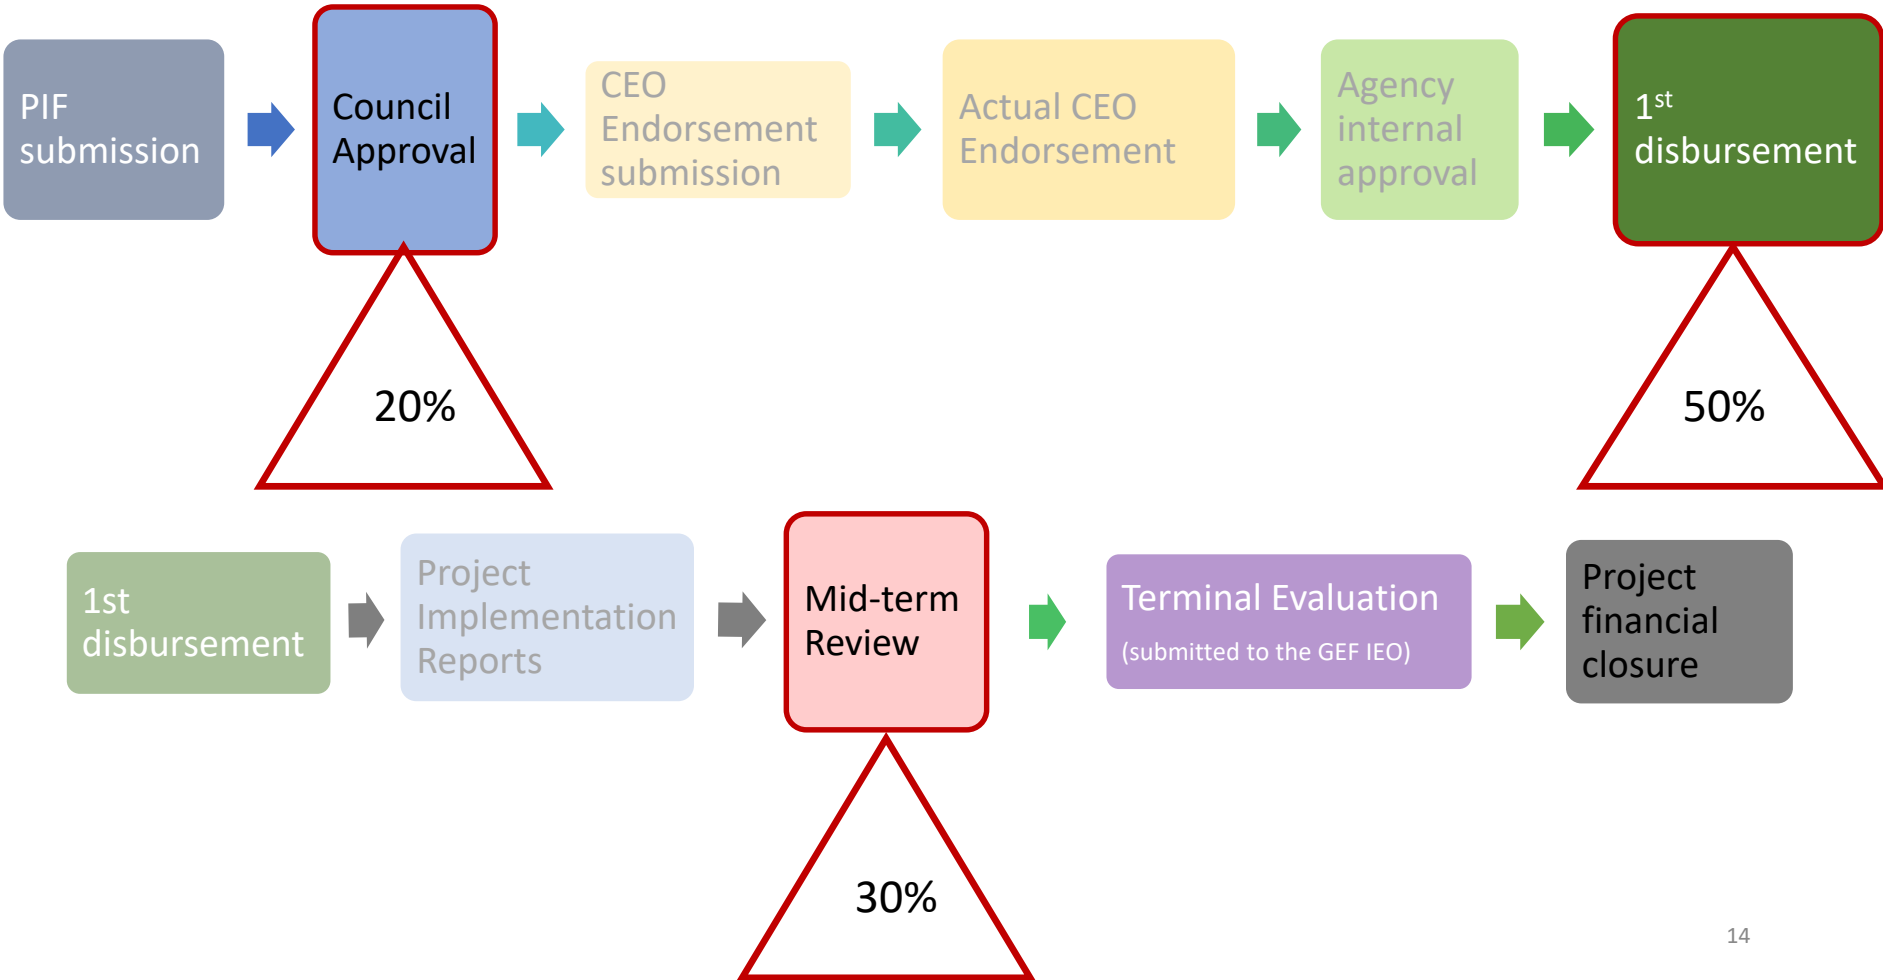 PIF
submission
Council
Approval
CEO
Endorsement
submission
Actual CEO
Endorsement
Agency
internal
approval
1st
disbursement
20%
50%
1st
disbursement
Project
Implementation
Reports
Mid-term
Review
Terminal Evaluation
(submitted to the GEF IEO)
Project
financial
closure
30%
14